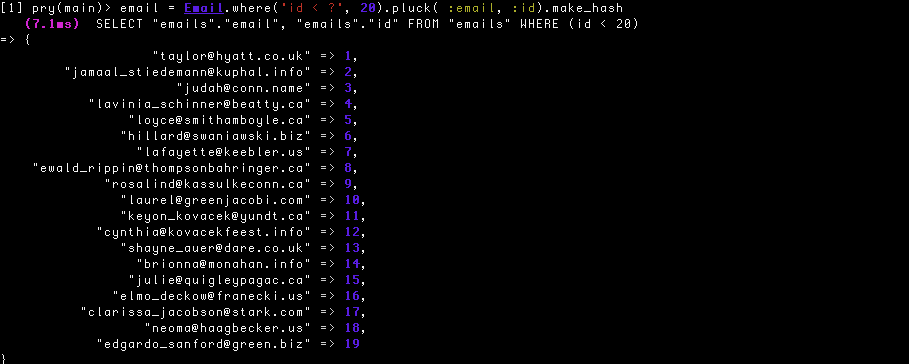 [1] pry(main)> email = Email.where('id < ?', 20).pluck( :email, :id).make_hash
(7.1ms) SELECT "emails"."email", "emails"."id" FROM "emails" WHERE (id < 20)
=> {
"taylor@hyatt.co.uk" => 1,
"jamaal_stiedemann@kuphal.info" => 2,
"judah@conn.name" => 3,
"lavinia_schinner@beatty.ca" => 4,
"loyce@smithamboyle.ca" => 5,
"hillard@swaniawski.biz" => 6,
"lafayette@keebler.us" => 7,
"ewald_rippin@thompsonbahringer.ca" => 8,
"rosalind@kassulkeconn.ca" => 9,
"laurel@greenjacobi.com" => 10,
"keyon_kovacek@yundt.ca" => 11,
"cynthia@kovacekfeest.info" => 12,
"shayne_auer@dare.co.uk" => 13,
"brionna@monahan.info" => 14,
"julie@quigleypagac.ca" => 15,
"elmo_deckow@franecki.us" => 16,
"clarissa_jacobson@stark.com" => 17,
"neoma@haagbecker.us" => 18,
"edgardo_sanford@green.biz" => 19
}